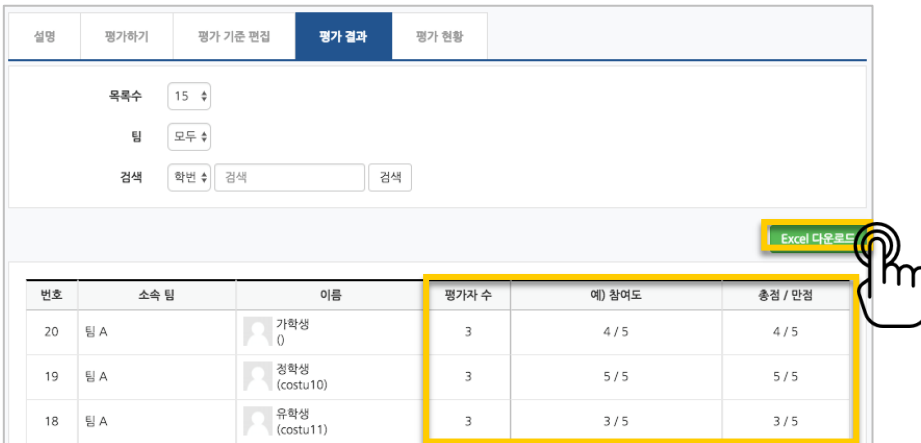 설명 평가하기 평가 기준 편집 평가 결과 평가 현황
목록수 15
팀 모두
검색 학번 검색 검색
Excel 다운로드
번호 소속 팀 이름 평가자 수 예) 참여도 총점 / 만점
20 팀 A 가학생 3 4 / 5 4 / 5
()
19 팀 A 정학생 3 5 / 5 5 / 5
(costu10)
18 팀 A 유학생 3 3 / 5 3 / 5
(costu11)